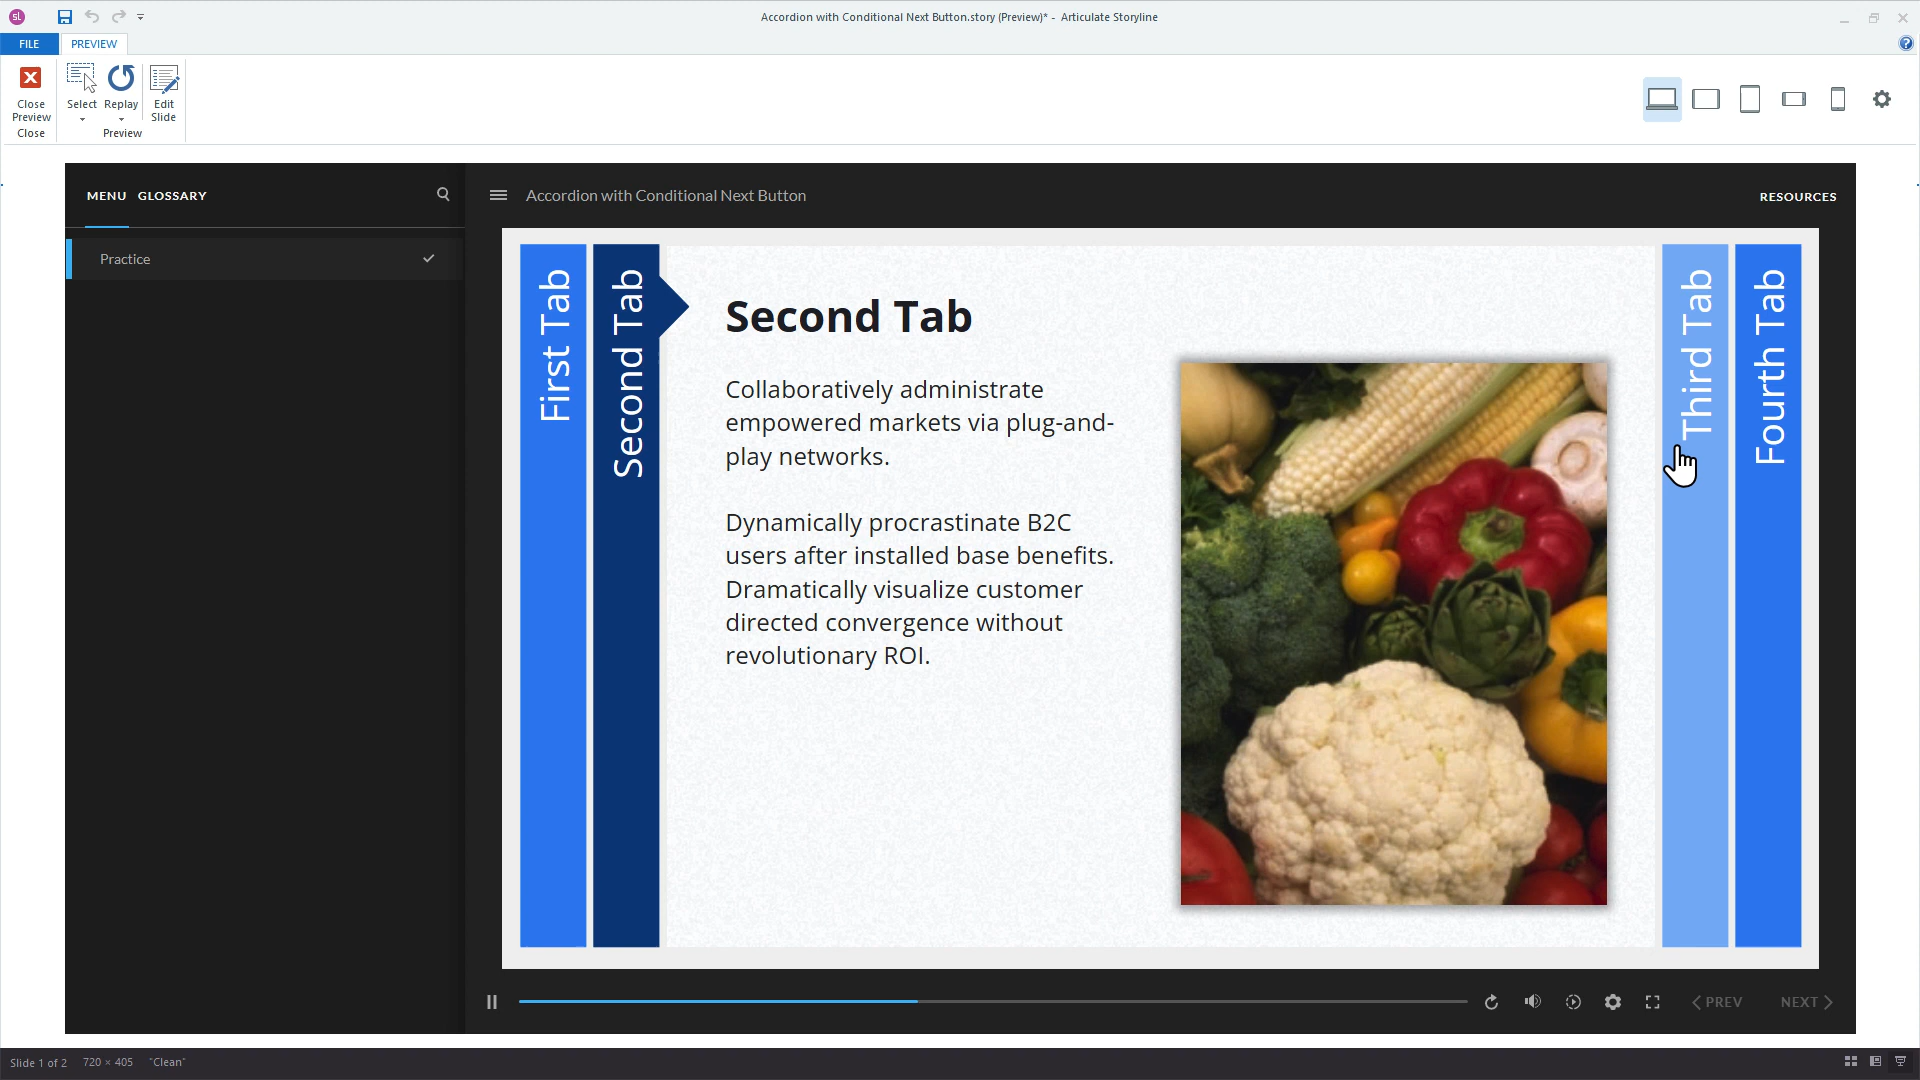 sl
Accordion with Conditional Next Button.story (Preview)* - Articulate Storyline
FILE
PREVIEW
?
Close
Preview
Select
Replay
Edit
Slide
Close
Preview
MENU
GLOSSARY
Accordion with Conditional Next Button
RESOURCES
Practice
First Tab
Second Tab
Second Tab
Collaboratively administrate
empowered markets via plug-and-
play networks.
Dynamically procrastinate B2C
users after installed base benefits.
Dramatically visualize customer
directed convergence without
revolutionary ROI.
Third Tab
Fourth Tab
PREV
NEXT
Slide 1 of 2
720 × 405
"Clean"